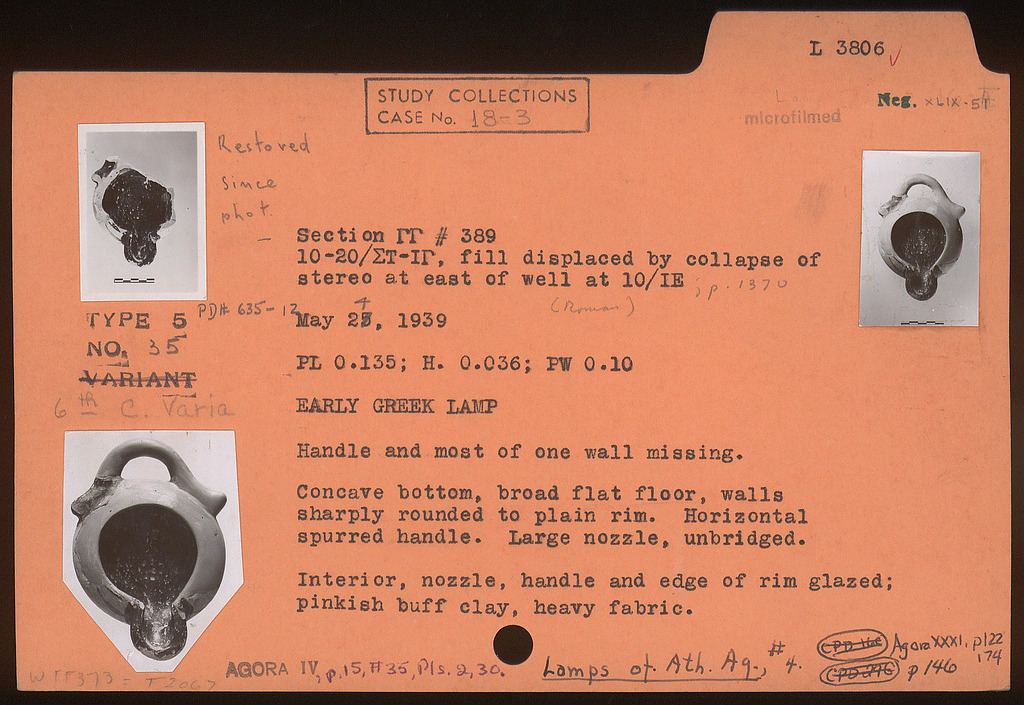 L 3806 ✓
STUDY COLLECTIONS
CASE No. 18-3
Neg. XLIX-51
microfilmed
Restored
since
phot.
Section ΓΓ # 389
10-20/ΣΤ-ΙΓ, fill displaced by collapse of
stereo at east of well at 10/ΙΕ ; p. 1370
(Roman)
PD# 635-12
May 25, 1939
4
TYPE 5
NO. 35
VARIANT
6th C. Varia
PL 0.135; H. 0.036; PW 0.10
EARLY GREEK LAMP
Handle and most of one wall missing.
Concave bottom, broad flat floor, walls
sharply rounded to plain rim. Horizontal
spurred handle. Large nozzle, unbridged.
Interior, nozzle, handle and edge of rim glazed;
pinkish buff clay, heavy fabric.
AGORA IV, p.15, #35, Pls. 2, 30.
Lamps of Ath. Ag., #4.
Agora XXXI, p122
174
p 146